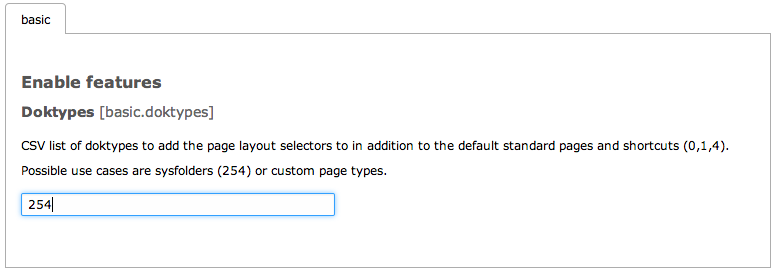 basic
Enable features
Doktypes [basic.doktypes]
CSV list of doktypes to add the page layout selectors to in addition to the default standard pages and shortcuts (0,1,4).
Possible use cases are sysfolders (254) or custom page types.
254